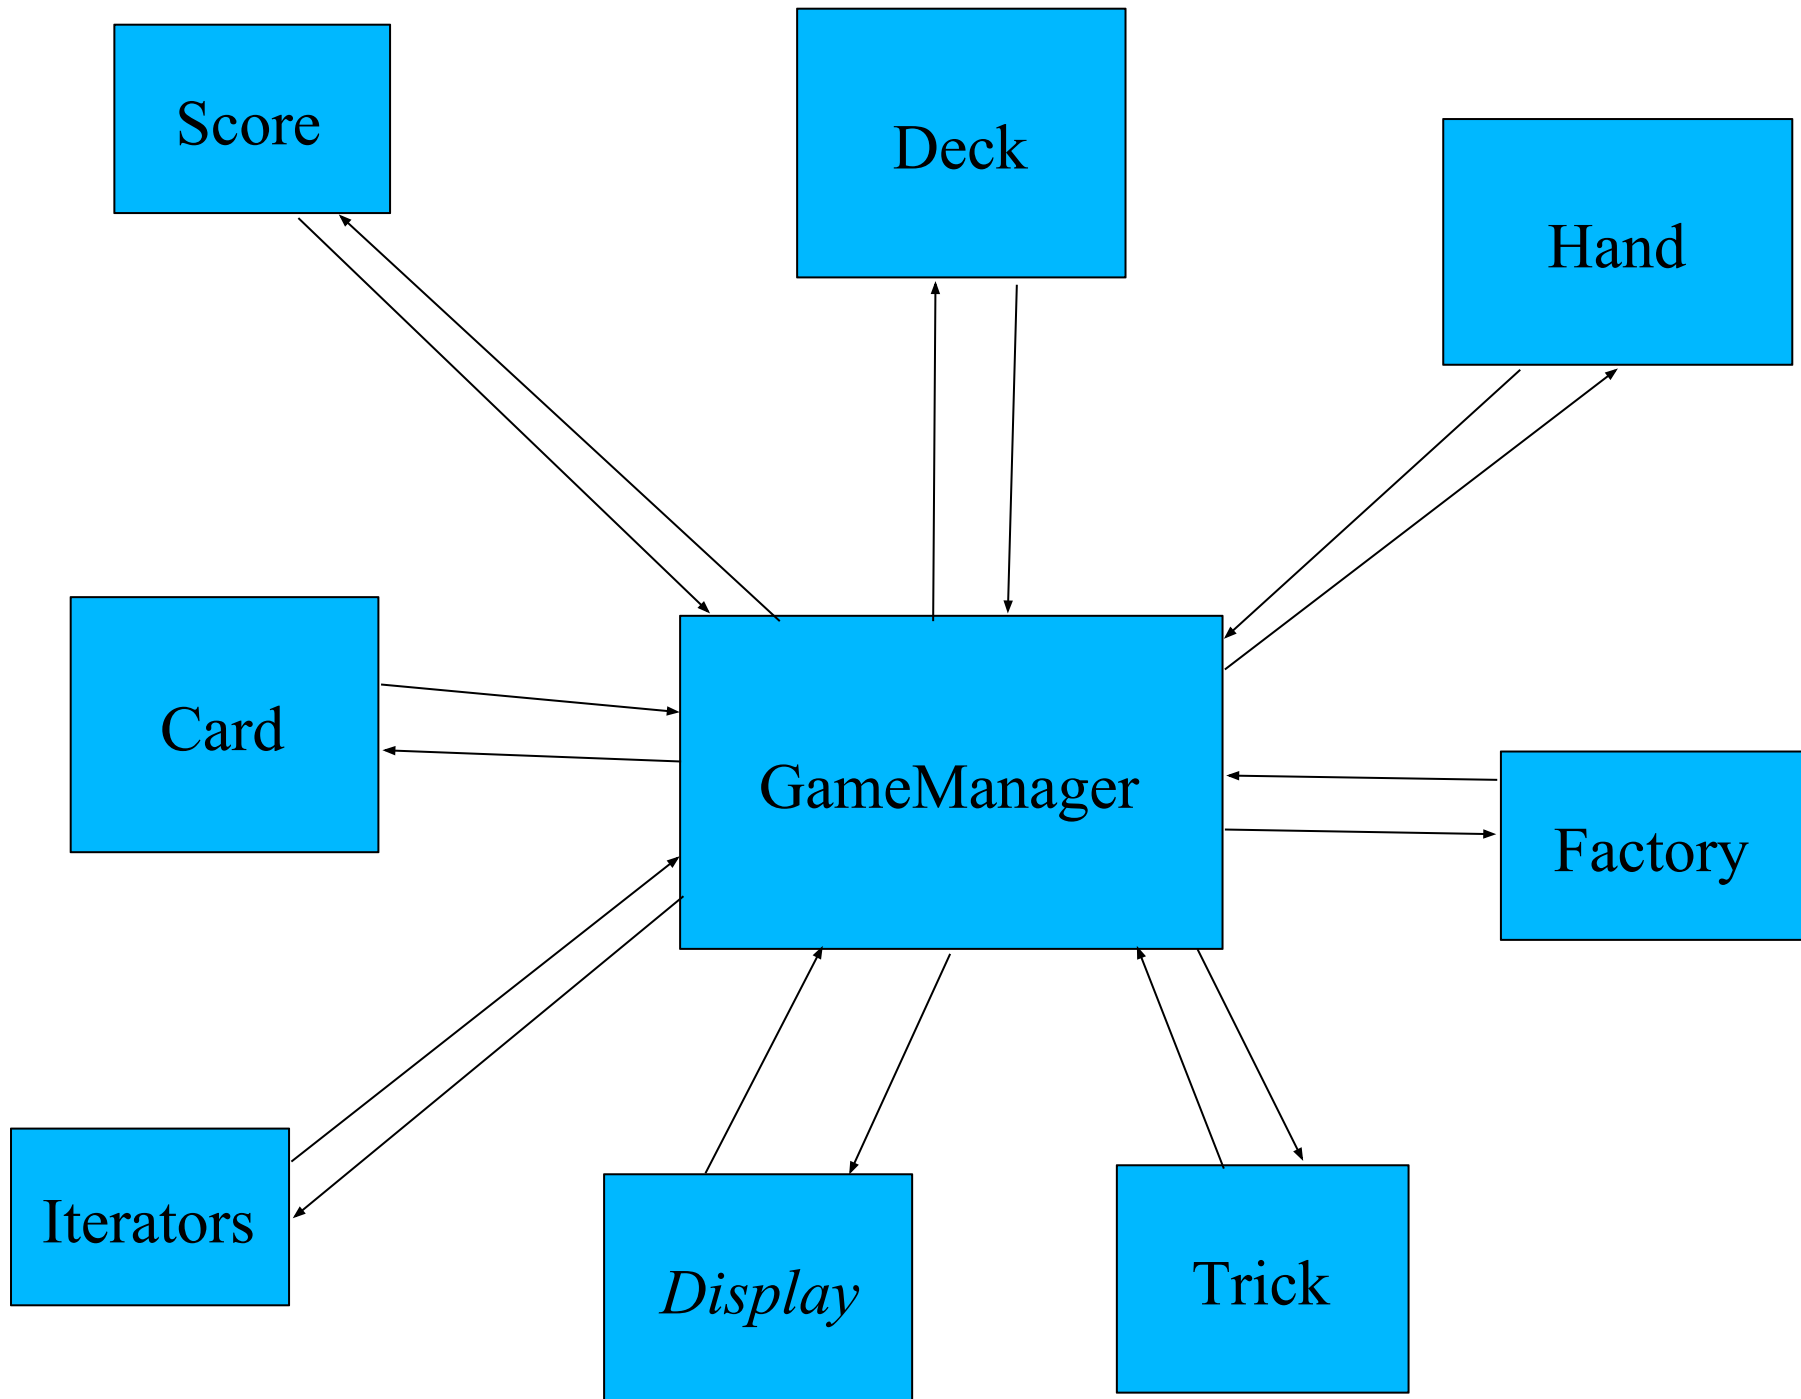 Score
Deck
Hand
Card
GameManager
Factory
Iterators
Display
Trick